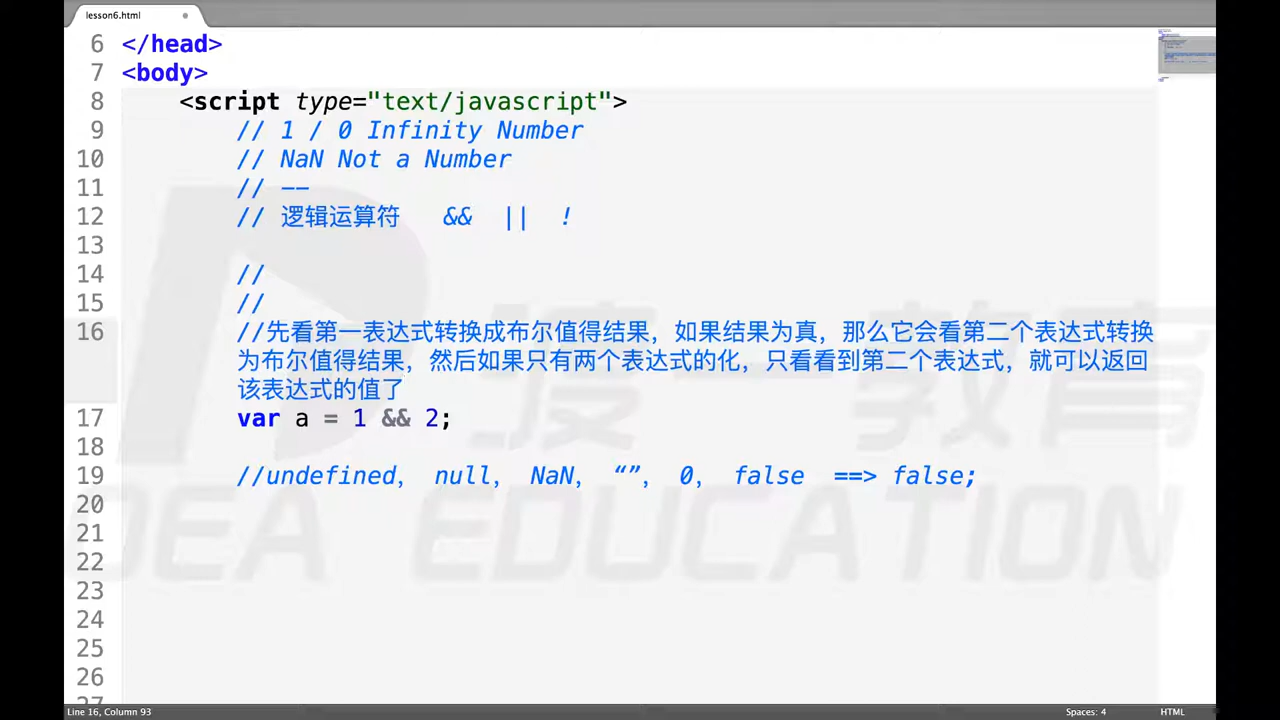 lesson6.html
6 </head>
7 <body>
8 <script type="text/javascript">
9 // 1 / 0 Infinity Number
10 // NaN Not a Number
11 // --
12 // 逻辑运算符 && || !
13
14 //
15 //
16 //先看第一表达式转换成布尔值得结果，如果结果为真，那么它会看第二个表达式转换
为布尔值得结果，然后如果只有两个表达式的化，只看看到第二个表达式，就可以返回
该表达式的值了
17 var a = 1 && 2;
18
19 //undefined， null， NaN， “”， 0， false ==> false;
20
21
22
23
24
25
26
27
渡一教育
IDEA EDUCATION
Line 16, Column 93 Spaces: 4 HTML